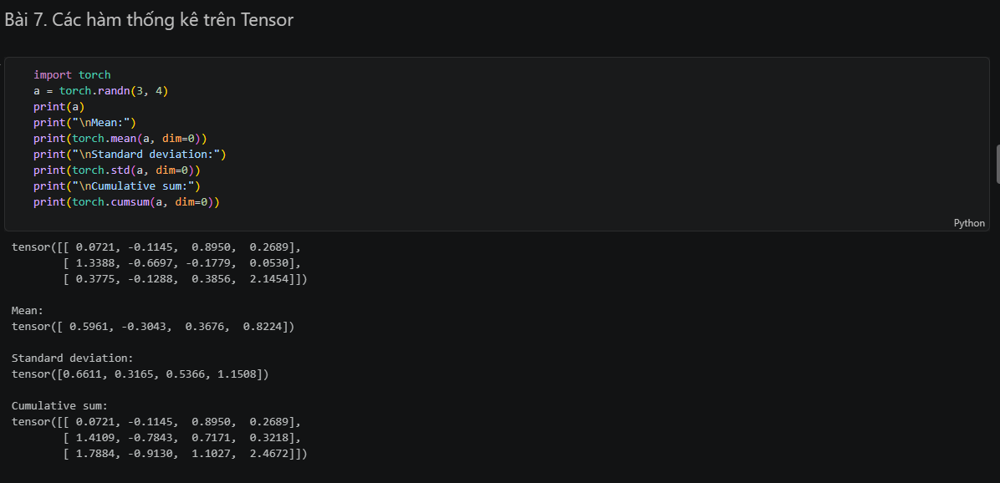 Bài 7. Các hàm thống kê trên Tensor
import torch
a = torch.randn(3, 4)
print(a)
print("\nMean:")
print(torch.mean(a, dim=0))
print("\nStandard deviation:")
print(torch.std(a, dim=0))
print("\nCumulative sum:")
print(torch.cumsum(a, dim=0))
Python
tensor([[ 0.0721, -0.1145,  0.8950,  0.2689],
        [ 1.3388, -0.6697, -0.1779,  0.0530],
        [ 0.3775, -0.1288,  0.3856,  2.1454]])
Mean:
tensor([ 0.5961, -0.3043,  0.3676,  0.8224])
Standard deviation:
tensor([0.6611, 0.3165, 0.5366, 1.1508])
Cumulative sum:
tensor([[ 0.0721, -0.1145,  0.8950,  0.2689],
        [ 1.4109, -0.7843,  0.7171,  0.3218],
        [ 1.7884, -0.9130,  1.1027,  2.4672]])